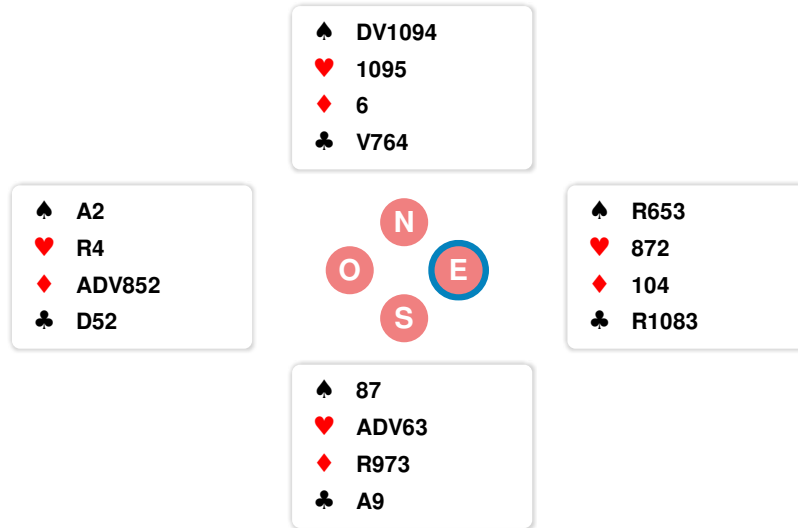 ♠ DV1094
♥ 1095
♦ 6
♣ V764
♠ A2
♥ R4
♦ ADV852
♣ D52
N
O
E
S
♠ R653
♥ 872
♦ 104
♣ R1083
♠ 87
♥ ADV63
♦ R973
♣ A9